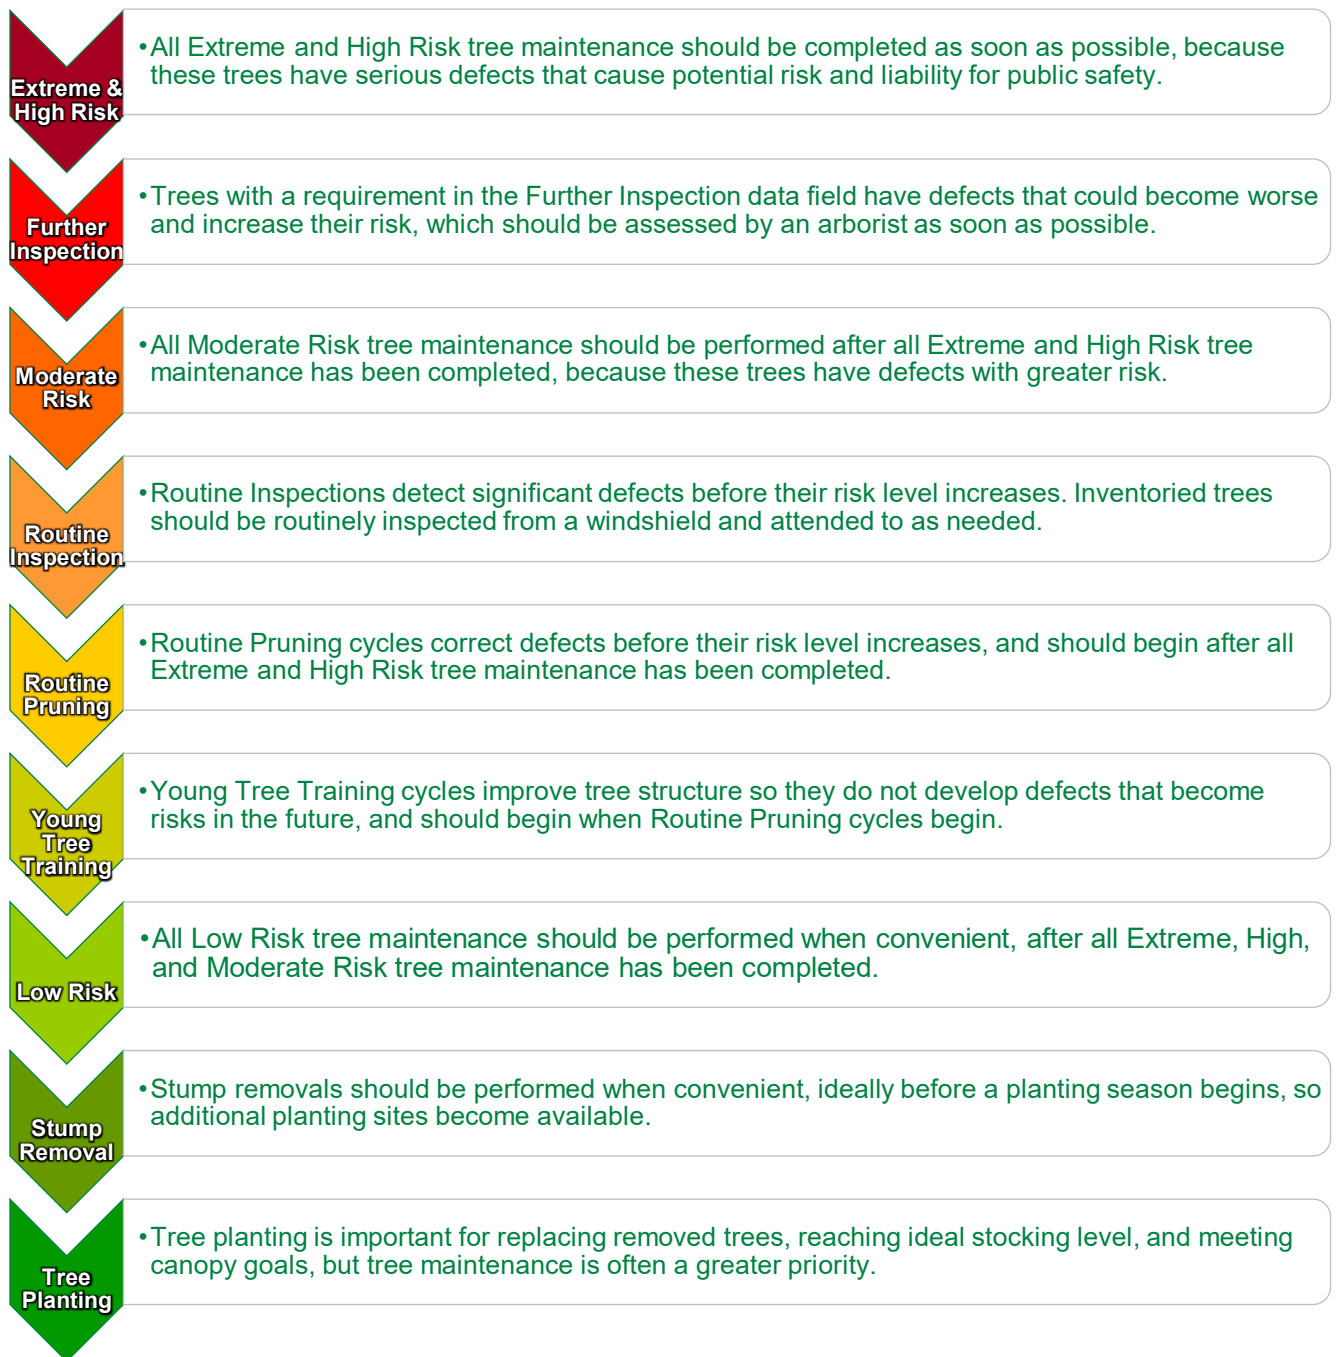 Extreme &
High Risk
•All Extreme and High Risk tree maintenance should be completed as soon as possible, because
these trees have serious defects that cause potential risk and liability for public safety.
Further
Inspection
•Trees with a requirement in the Further Inspection data field have defects that could become worse
and increase their risk, which should be assessed by an arborist as soon as possible.
Moderate
Risk
•All Moderate Risk tree maintenance should be performed after all Extreme and High Risk tree
maintenance has been completed, because these trees have defects with greater risk.
Routine
Inspection
•Routine Inspections detect significant defects before their risk level increases. Inventoried trees
should be routinely inspected from a windshield and attended to as needed.
Routine
Pruning
•Routine Pruning cycles correct defects before their risk level increases, and should begin after all
Extreme and High Risk tree maintenance has been completed.
Young
Tree
Training
•Young Tree Training cycles improve tree structure so they do not develop defects that become
risks in the future, and should begin when Routine Pruning cycles begin.
Low Risk
•All Low Risk tree maintenance should be performed when convenient, after all Extreme, High,
and Moderate Risk tree maintenance has been completed.
Stump
Removal
•Stump removals should be performed when convenient, ideally before a planting season begins, so
additional planting sites become available.
Tree
Planting
•Tree planting is important for replacing removed trees, reaching ideal stocking level, and meeting
canopy goals, but tree maintenance is often a greater priority.